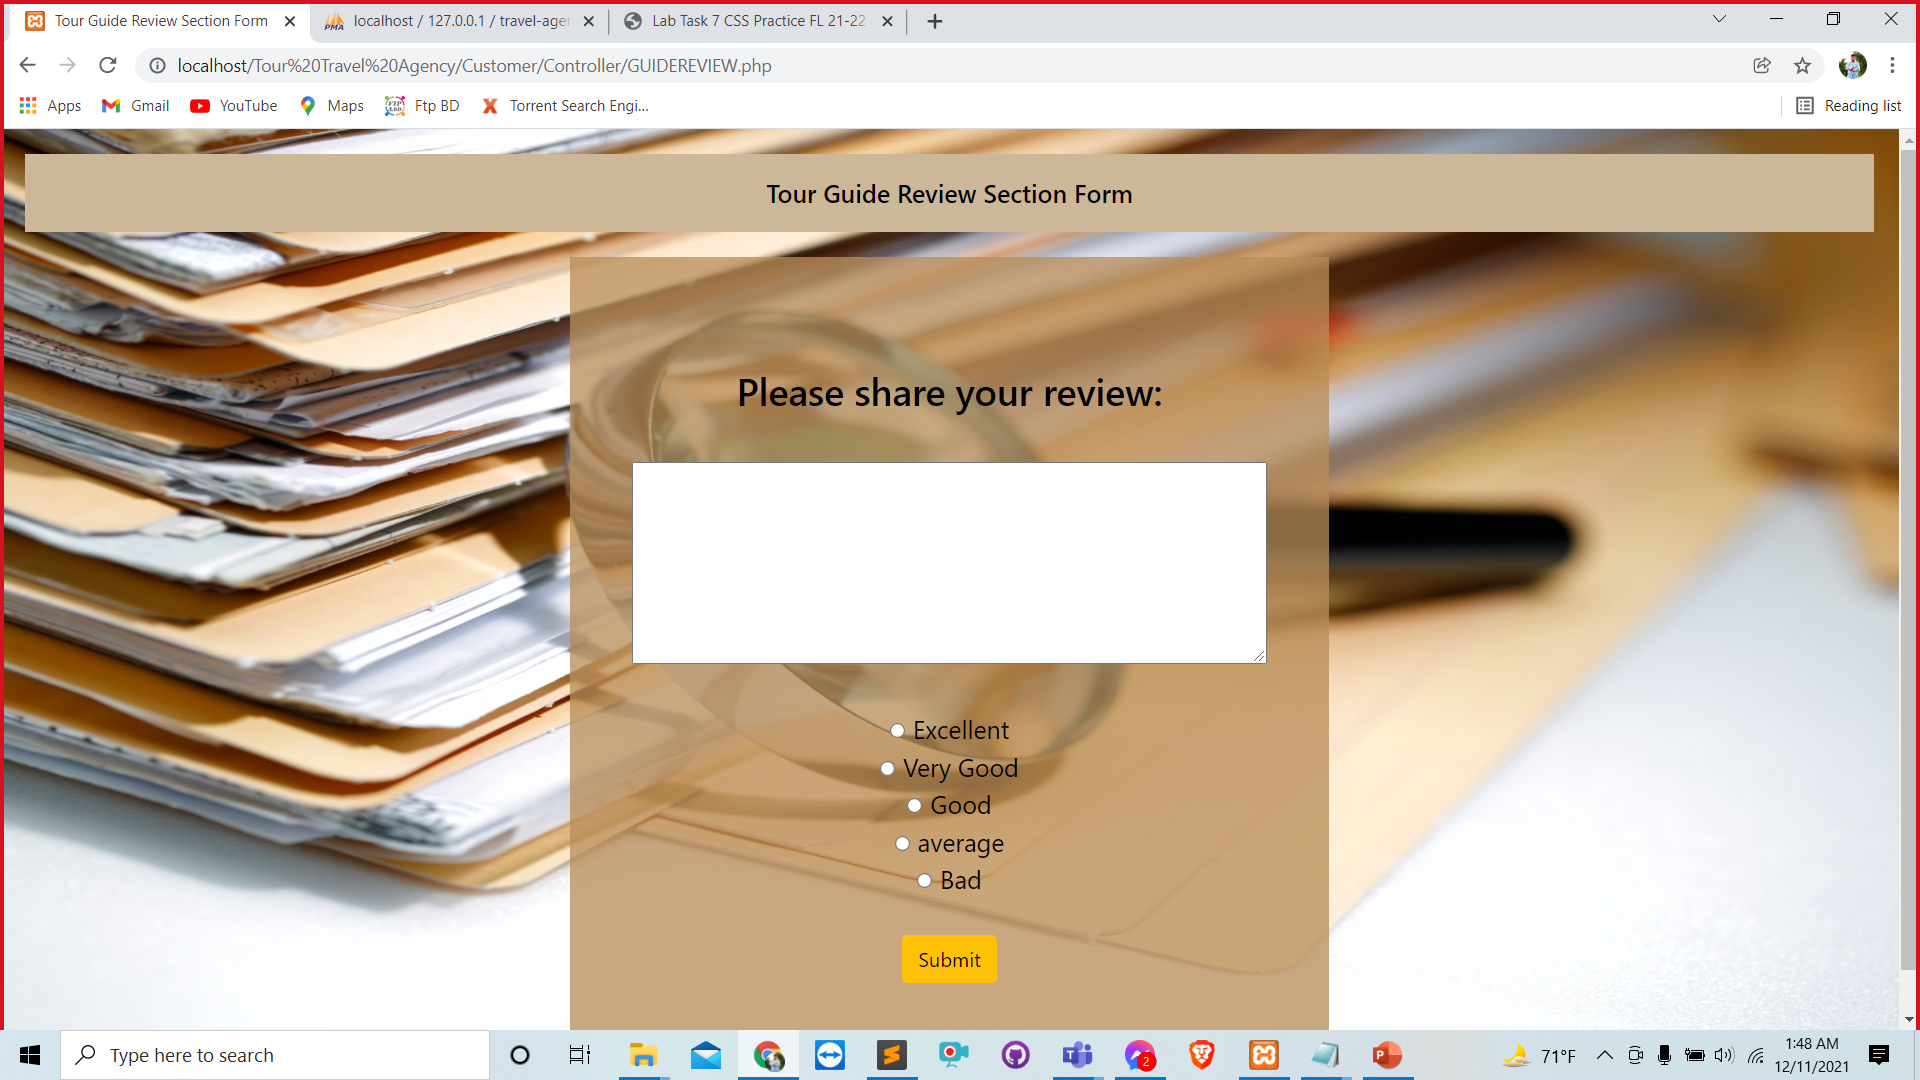 Tour Guide Review Section Form
PMA localhost / 127.0.0.1 / travel-agen
Lab Task 7 CSS Practice FL 21-22
localhost/Tour%20Travel%20Agency/Customer/Controller/GUIDEREVIEW.php
Apps Gmail YouTube Maps Ftp BD Torrent Search Engi... Reading list
Tour Guide Review Section Form
Please share your review:
Excellent
Very Good
Good
average
Bad
Submit
Type here to search
2
71°F
1:48 AM
12/11/2021